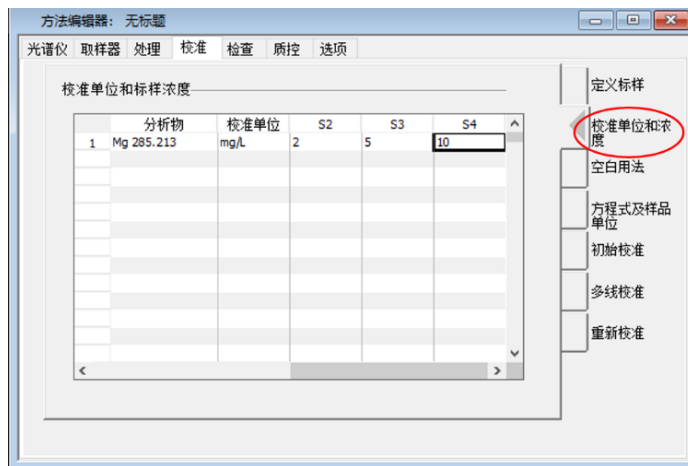 方法编辑器: 无标题
光谱仪 取样器 处理 校准 检查 质控 选项
校准单位和标样浓度
分析物 校准单位 S2 S3 S4
1 Mg 285.213 mg/L 2 5 10
定义标样
校准单位和浓
度
空白用法
方程式及样品
单位
初始校准
多线校准
重新校准